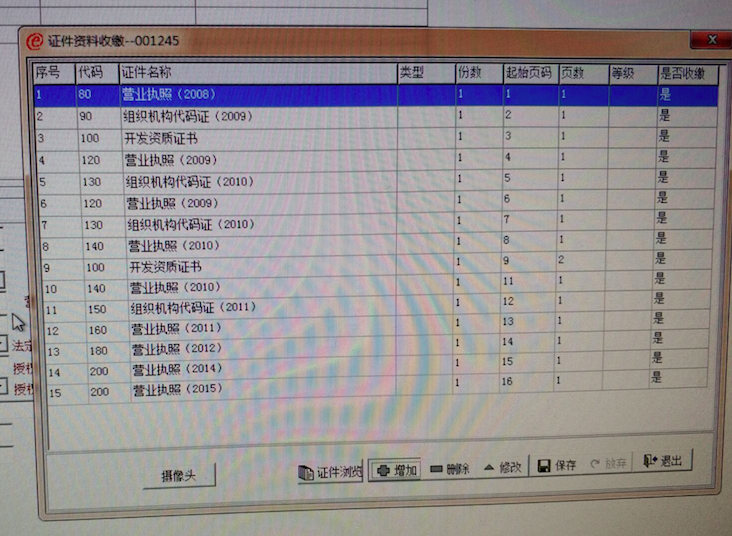 证件资料收缴--001245
序号 代码 证件名称 类型 份数 起始页码 页数 等级 是否收缴
1 80 营业执照（2008） 1 1 1 是
2 90 组织机构代码证（2009） 1 2 1 是
3 100 开发资质证书 1 3 1 是
4 120 营业执照（2009） 1 4 1 是
5 130 组织机构代码证（2010） 1 5 1 是
6 120 营业执照（2009） 1 6 1 是
7 130 组织机构代码证（2010） 1 7 1 是
8 140 营业执照（2010） 1 8 1 是
9 100 开发资质证书 1 9 2 是
10 140 营业执照（2010） 1 11 1 是
11 150 组织机构代码证（2011） 1 12 1 是
12 160 营业执照（2011） 1 13 1 是
13 180 营业执照（2012） 1 14 1 是
14 200 营业执照（2014） 1 15 1 是
15 200 营业执照（2015） 1 16 1 是
法定
授权
授权
摄像头 证件浏览 增加 删除 修改 保存 放弃 退出